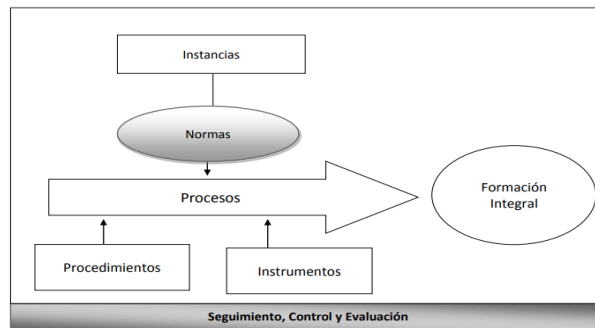 Instancias
Normas
Procesos
Formación
Integral
Procedimientos
Instrumentos
Seguimiento, Control y Evaluación